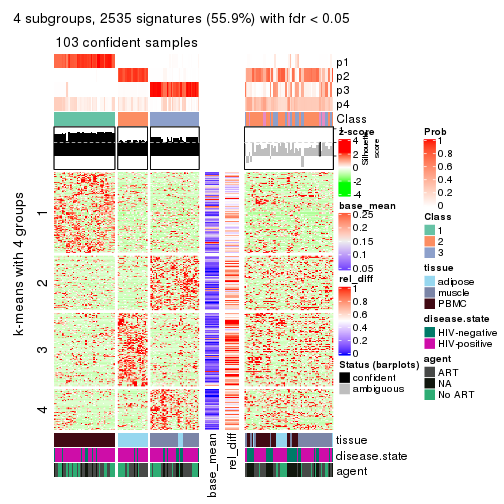 4 subgroups, 2535 signatures (55.9%) with fdr < 0.05
103 confident samples
p1
p2
p3
p4
Class
Silhouette score
z-score
4
2
0
-2
-4
base_mean
0.25
0.2
0.15
0.1
0.05
rel_diff
1
0.8
0.6
0.4
0.2
0
Status (barplots)
confident
ambiguous
Prob
1
0.8
0.6
0.4
0.2
0
Class
1
2
3
tissue
adipose
muscle
PBMC
disease.state
HIV-negative
HIV-positive
agent
ART
NA
No ART
k-means with 4 groups
1
2
3
4
base_mean
rel_diff
tissue
disease.state
agent